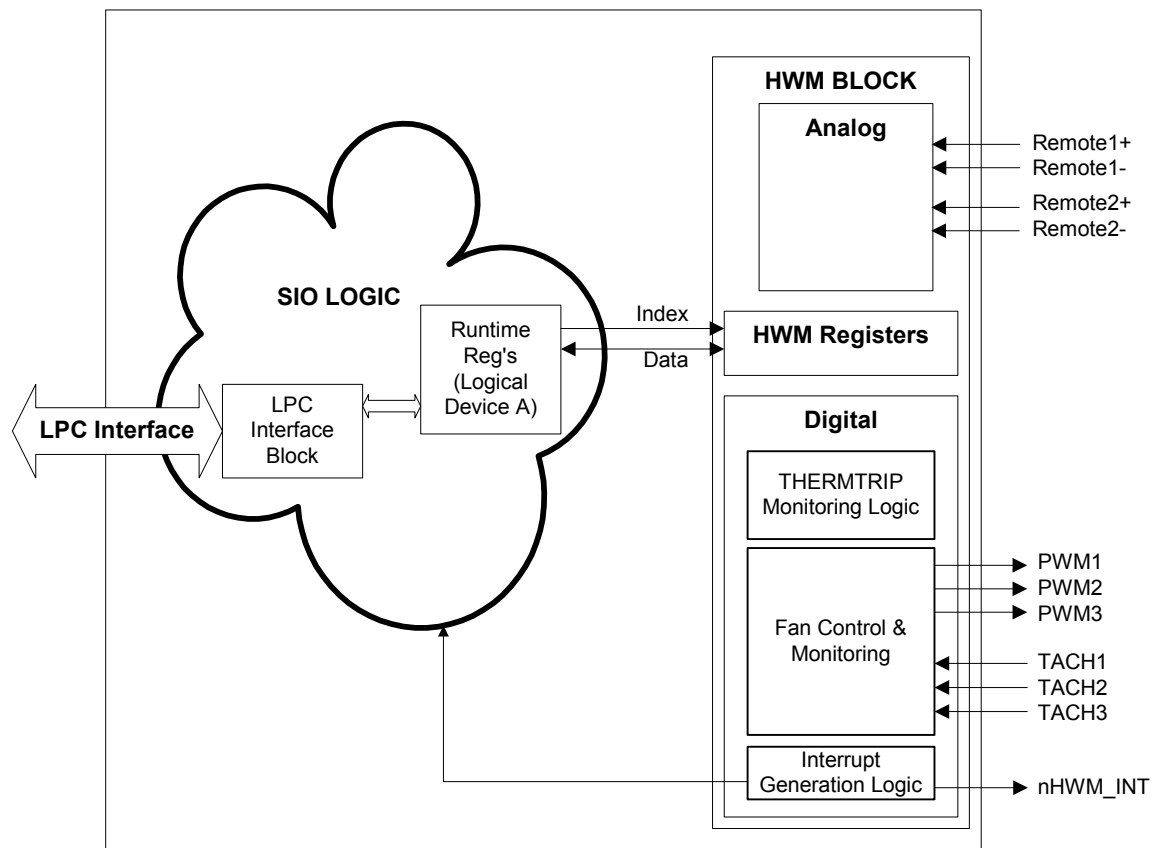 HWM BLOCK
Analog
Remote1+
Remote1-
Remote2+
Remote2-
SIO LOGIC
Runtime
Reg's
(Logical
Device A)
Index
Data
HWM Registers
LPC Interface
LPC
Interface
Block
Digital
THERMTRIP
Monitoring Logic
Fan Control &
Monitoring
PWM1
PWM2
PWM3
TACH1
TACH2
TACH3
Interrupt
Generation Logic
nHWM_INT